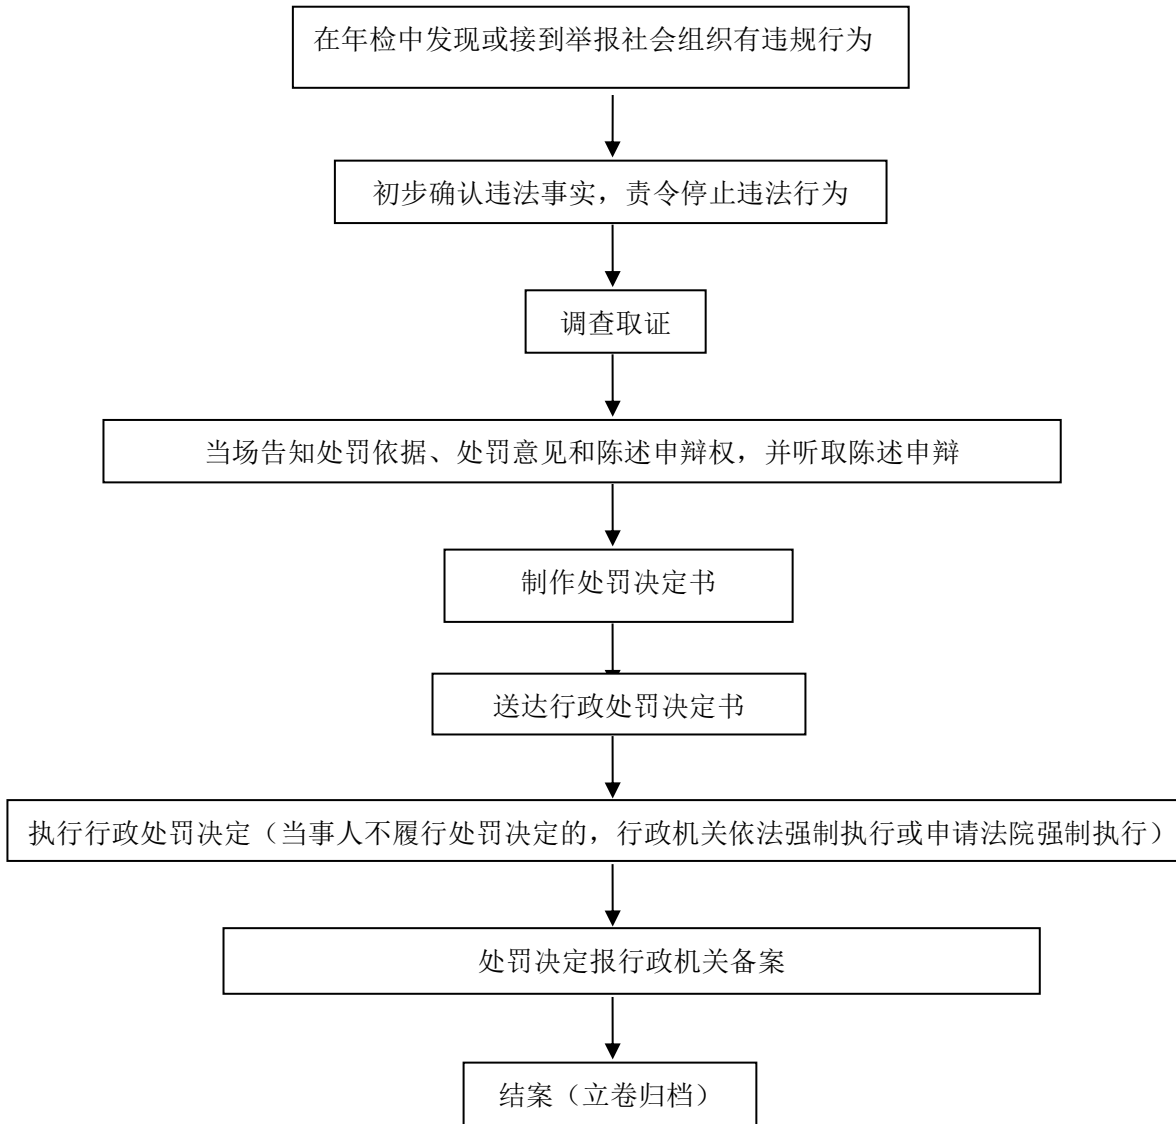 在年检中发现或接到举报社会组织有违规行为
初步确认违法事实，责令停止违法行为
调查取证
当场告知处罚依据、处罚意见和陈述申辩权，并听取陈述申辩
制作处罚决定书
送达行政处罚决定书
执行行政处罚决定（当事人不履行处罚决定的，行政机关依法强制执行或申请法院强制执行）
处罚决定报行政机关备案
结案（立卷归档）